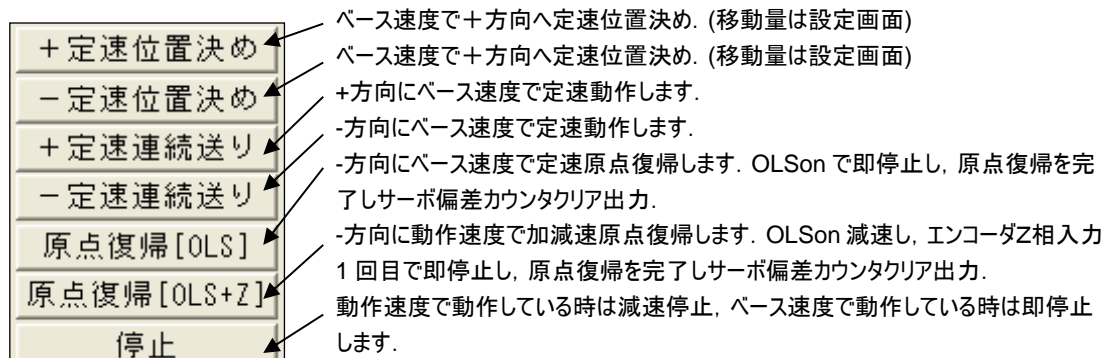 ＋定速位置決め
－定速位置決め
＋定速連続送り
－定速連続送り
原点復帰[OLS]
原点復帰[OLS+Z]
停止
ベース速度で＋方向へ定速位置決め. (移動量は設定画面)
ベース速度で＋方向へ定速位置決め. (移動量は設定画面)
+方向にベース速度で定速動作します.
-方向にベース速度で定速動作します.
-方向にベース速度で定速原点復帰します. OLSon で即停止し, 原点復帰を完
了しサーボ偏差カウンタクリア出力.
-方向に動作速度で加減速原点復帰します. OLSon 減速し, エンコーダZ相入力
1 回目で即停止し, 原点復帰を完了しサーボ偏差カウンタクリア出力.
動作速度で動作している時は減速停止, ベース速度で動作している時は即停止
します.